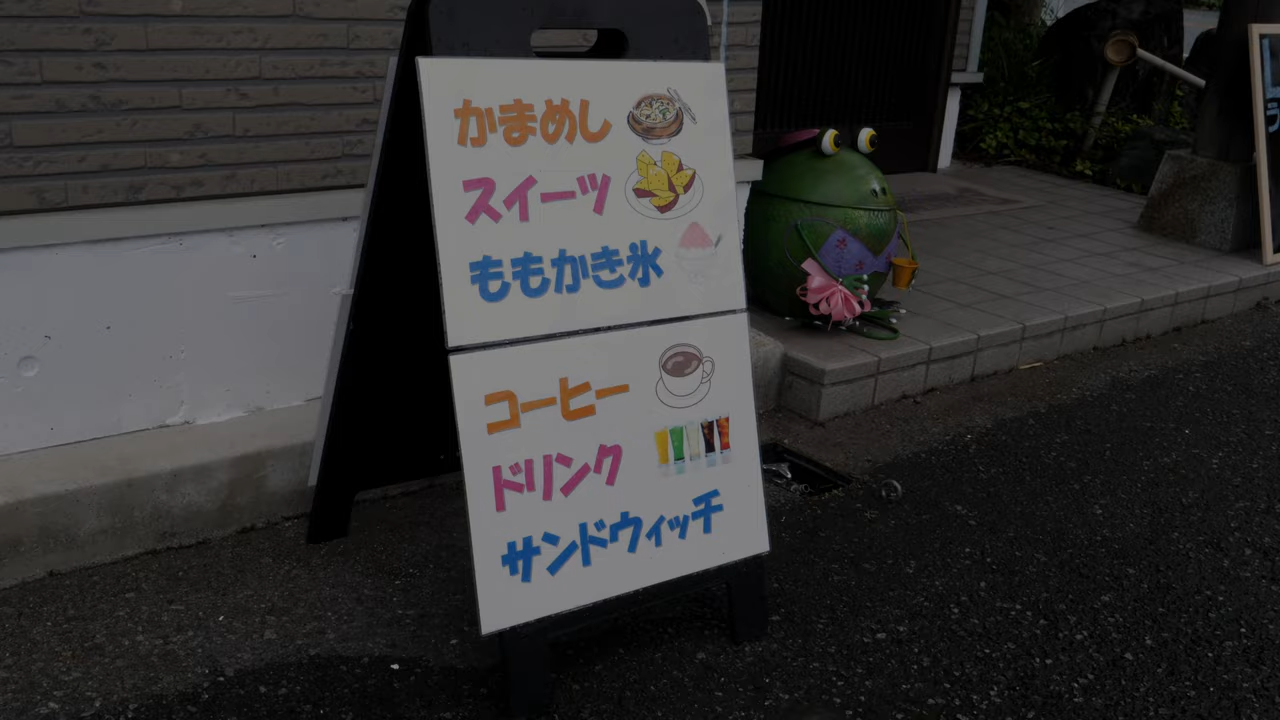 かまめし
スイーツ
ももかき氷
コーヒー
ドリンク
サンドウィッチ